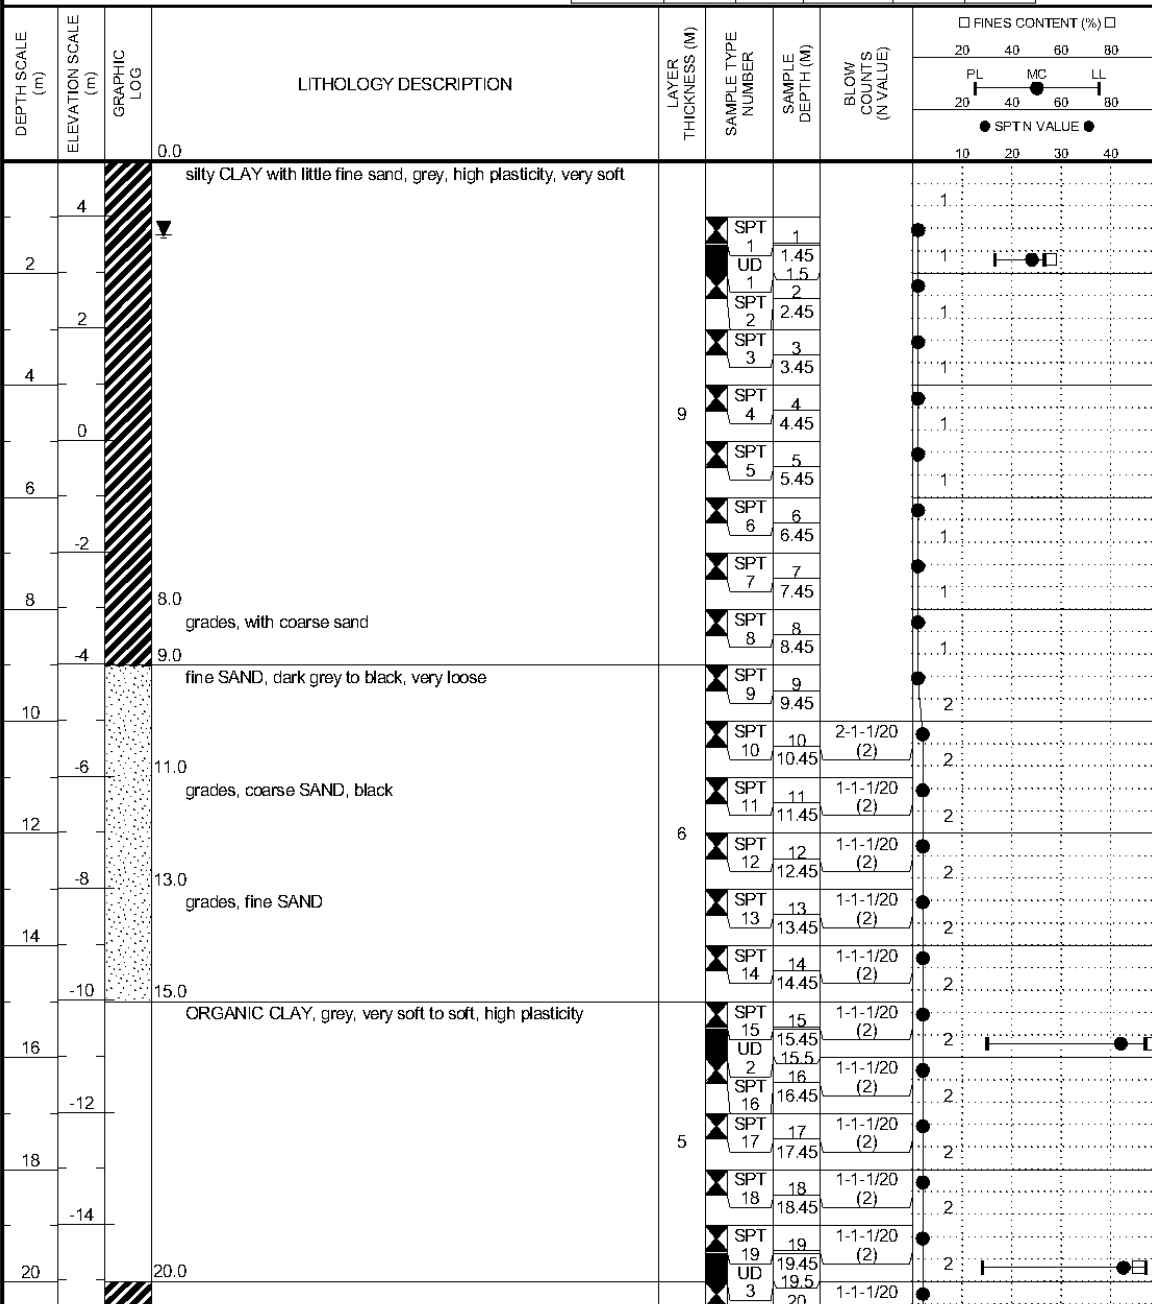 DEPTH SCALE (m)
ELEVATION SCALE (m)
GRAPHIC LOG
LITHOLOGY DESCRIPTION
LAYER THICKNESS (M)
SAMPLE TYPE NUMBER
SAMPLE DEPTH (M)
BLOW COUNTS (N VALUE)
FINES CONTENT (%)
20 40 60 80
PL MC LL
20 40 60 80
SPT N VALUE
10 20 30 40
0.0
silty CLAY with little fine sand, grey, high plasticity, very soft
1
4
SPT 1 1 1.45
1
2
UD 1 1.5
SPT 2 2 2.45
1
2
SPT 3 3 3.45
1
4
9
SPT 4 4 4.45
1
0
SPT 5 5 5.45
1
6
SPT 6 6 6.45
1
-2
SPT 7 7 7.45
1
8
8.0
grades, with coarse sand
SPT 8 8 8.45
1
-4
9.0
fine SAND, dark grey to black, very loose
SPT 9 9 9.45
2
10
SPT 10 10 10.45 2-1-1/20 (2)
2
-6
11.0
grades, coarse SAND, black
SPT 11 11 11.45 1-1-1/20 (2)
2
12
6
SPT 12 12 12.45 1-1-1/20 (2)
2
-8
13.0
grades, fine SAND
SPT 13 13 13.45 1-1-1/20 (2)
2
14
SPT 14 14 14.45 1-1-1/20 (2)
2
-10
15.0
ORGANIC CLAY, grey, very soft to soft, high plasticity
SPT 15 15 15.45 1-1-1/20 (2)
2
16
UD 2 15.5
SPT 16 16 16.45 1-1-1/20 (2)
2
-12
5
SPT 17 17 17.45 1-1-1/20 (2)
2
18
SPT 18 18 18.45 1-1-1/20 (2)
2
-14
SPT 19 19 19.45 1-1-1/20 (2)
2
20
20.0
UD 3 19.5
20 1-1-1/20